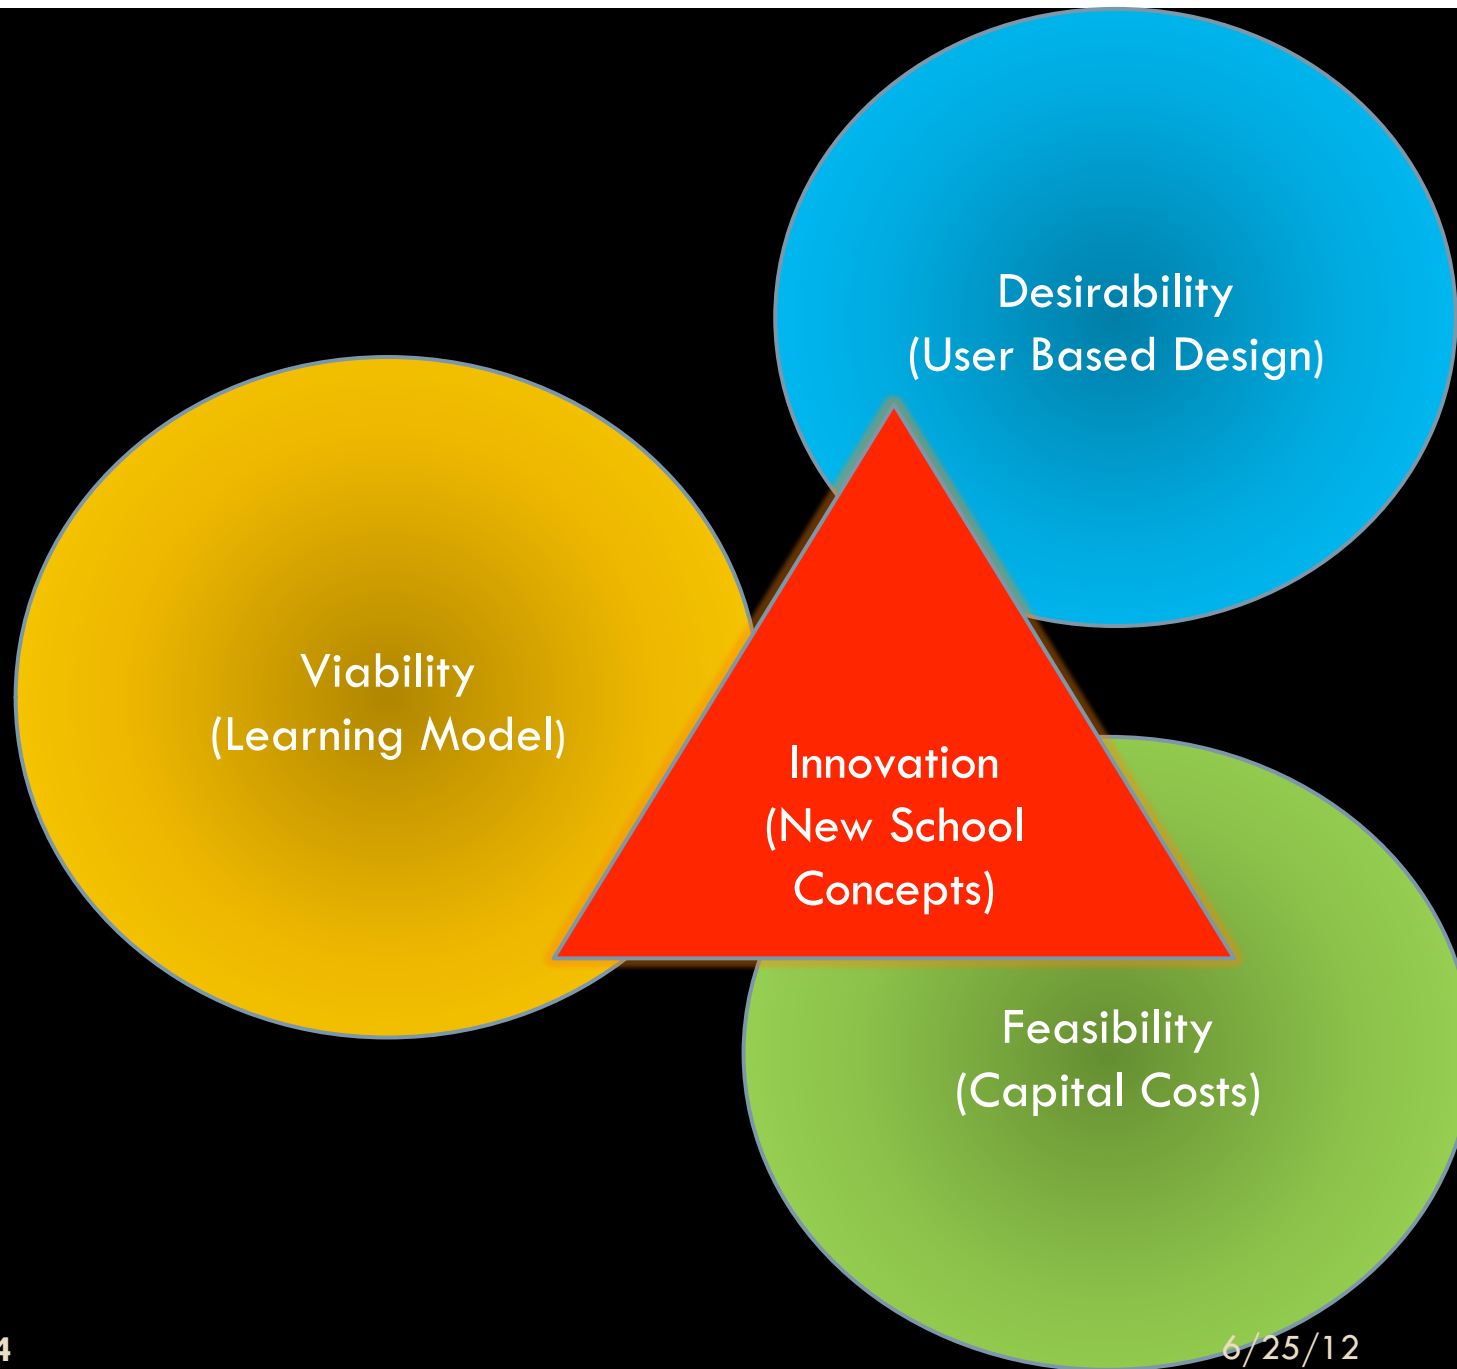 Desirability
(User Based Design)
Viability
(Learning Model)
Innovation
(New School
Concepts)
Feasibility
(Capital Costs)
4
6/25/12